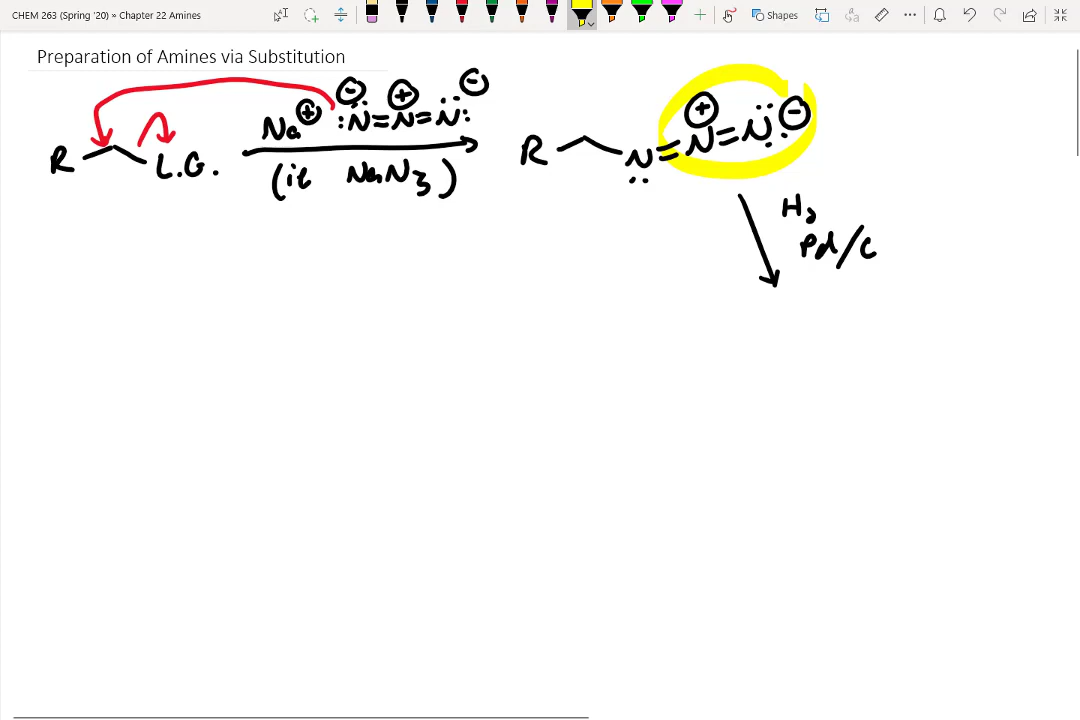 CHEM 263 (Spring '20) » Chapter 22 Amines
Shapes
Preparation of Amines via Substitution
R L.G.
Na⊕ ⊖:N̈=N⊕=N̈:⊖
(ie NaN3)
R N̈=N⊕=N̈:⊖
H2
Pd/C